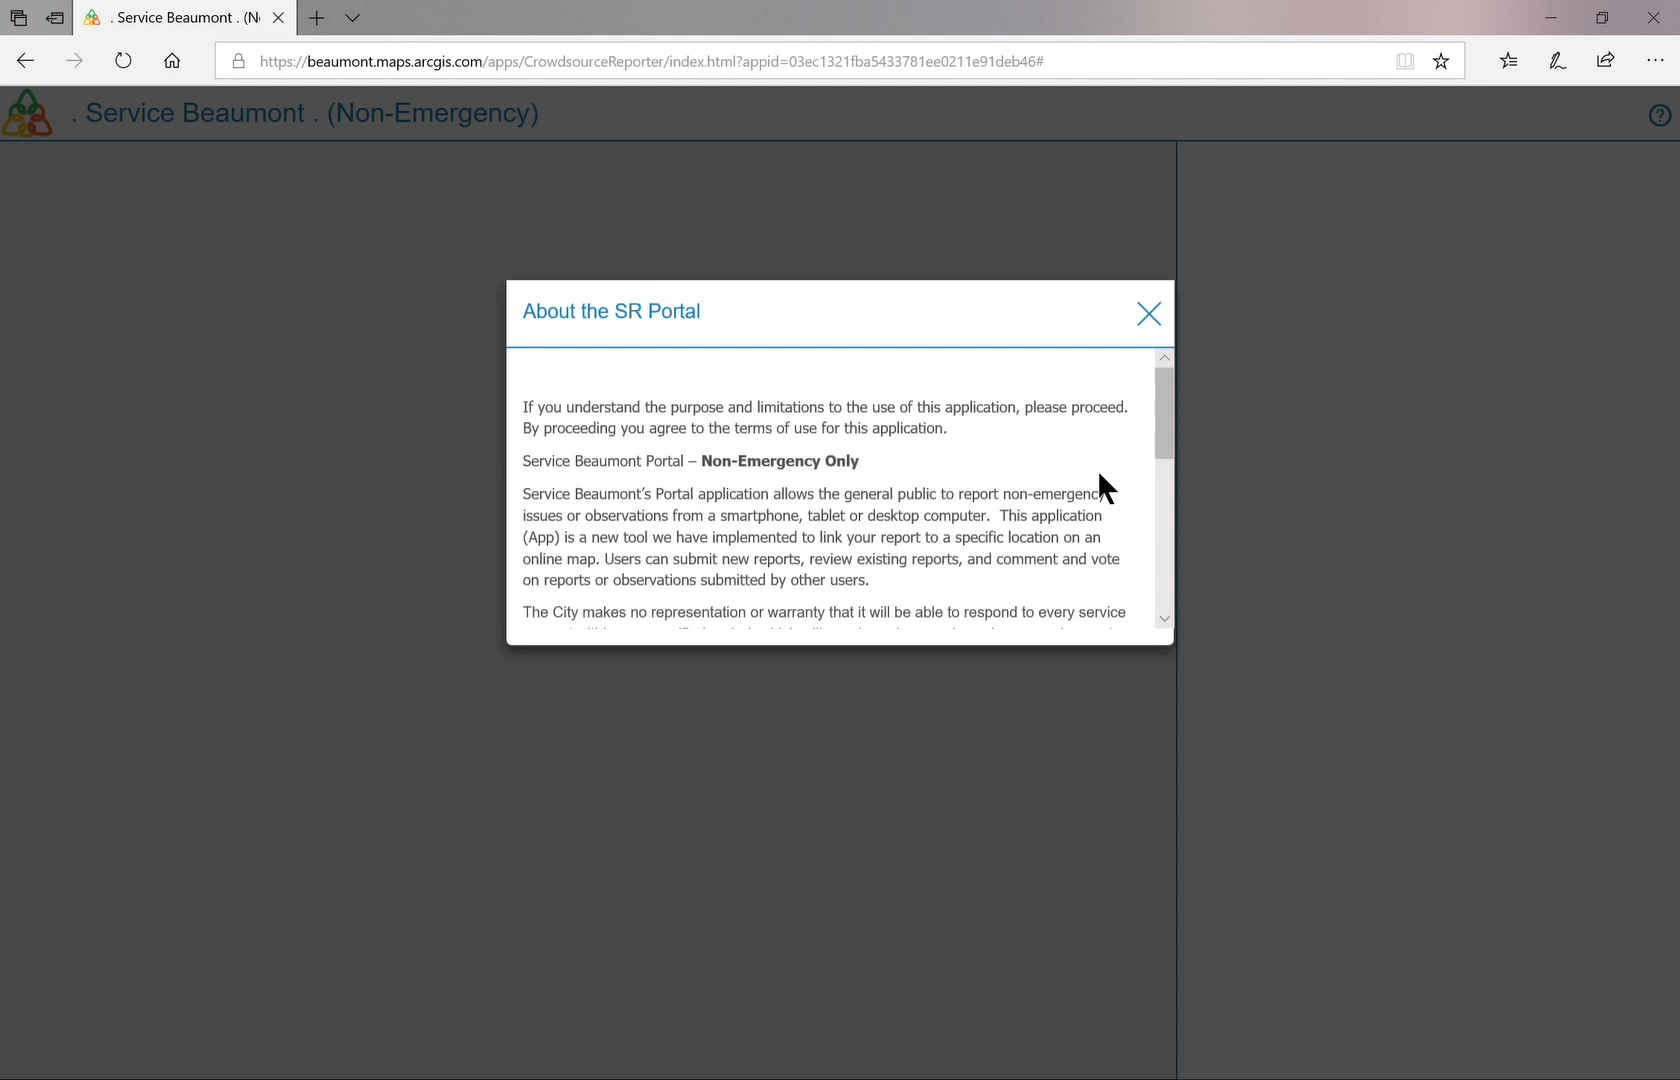 . Service Beaumont . (N
https://beaumont.maps.arcgis.com/apps/CrowdsourceReporter/index.html?appid=03ec1321fba5433781ee0211e91deb46#
. Service Beaumont . (Non-Emergency)
About the SR Portal
If you understand the purpose and limitations to the use of this application, please proceed.
By proceeding you agree to the terms of use for this application.
Service Beaumont Portal – Non-Emergency Only
Service Beaumont's Portal application allows the general public to report non-emergency
issues or observations from a smartphone, tablet or desktop computer. This application
(App) is a new tool we have implemented to link your report to a specific location on an
online map. Users can submit new reports, review existing reports, and comment and vote
on reports or observations submitted by other users.
The City makes no representation or warranty that it will be able to respond to every service